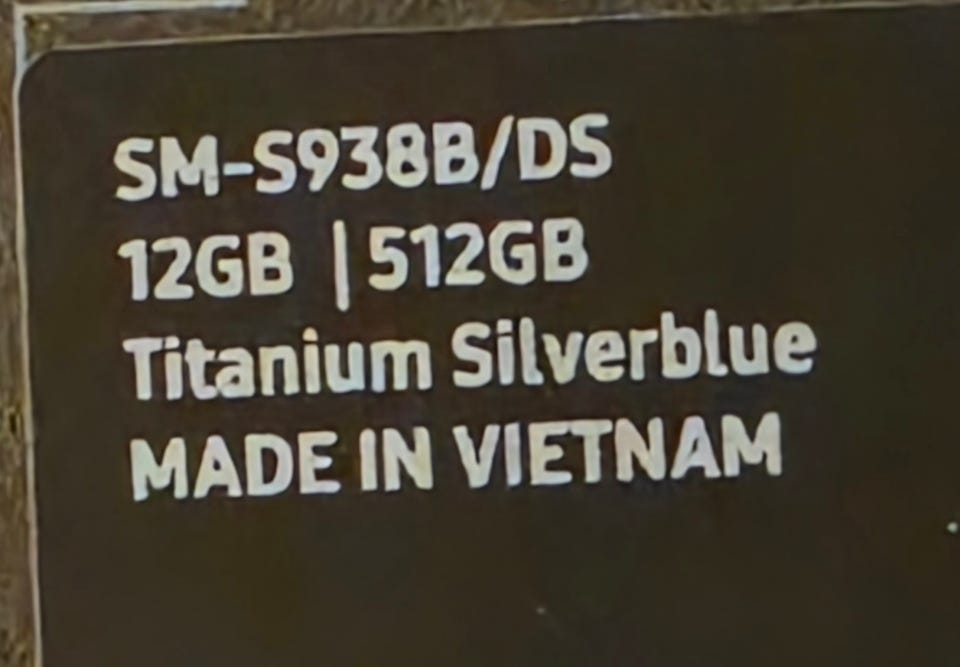 SM-S938B/DS
12GB | 512GB
Titanium Silverblue
MADE IN VIETNAM